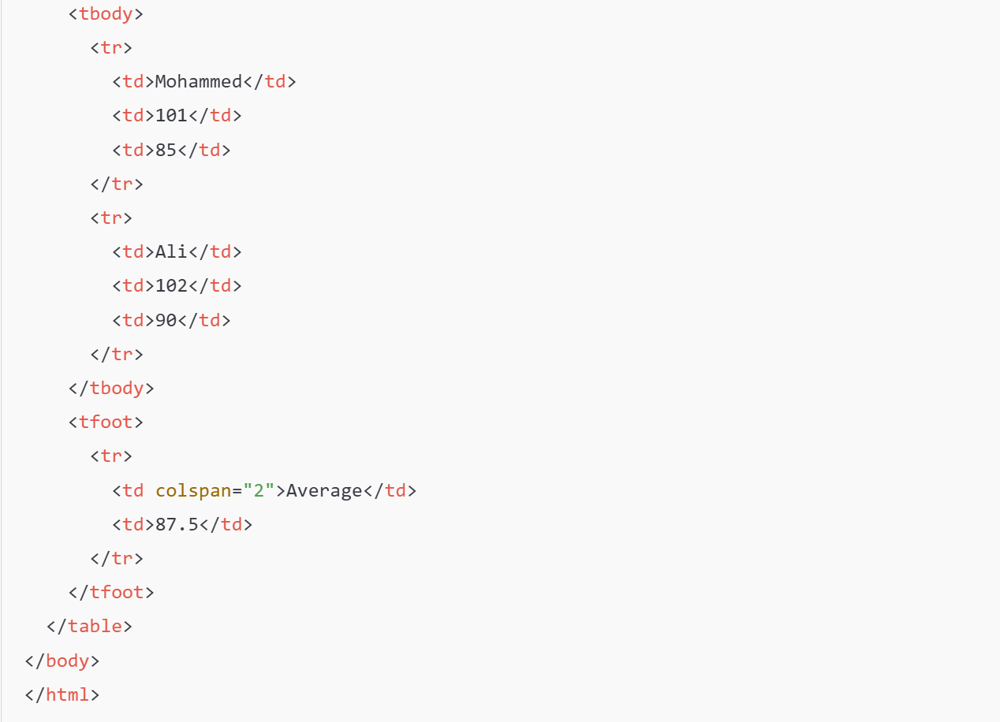 <tbody>
<tr>
<td>Mohammed</td>
<td>101</td>
<td>85</td>
</tr>
<tr>
<td>Ali</td>
<td>102</td>
<td>90</td>
</tr>
</tbody>
<tfoot>
<tr>
<td colspan="2">Average</td>
<td>87.5</td>
</tr>
</tfoot>
</table>
</body>
</html>